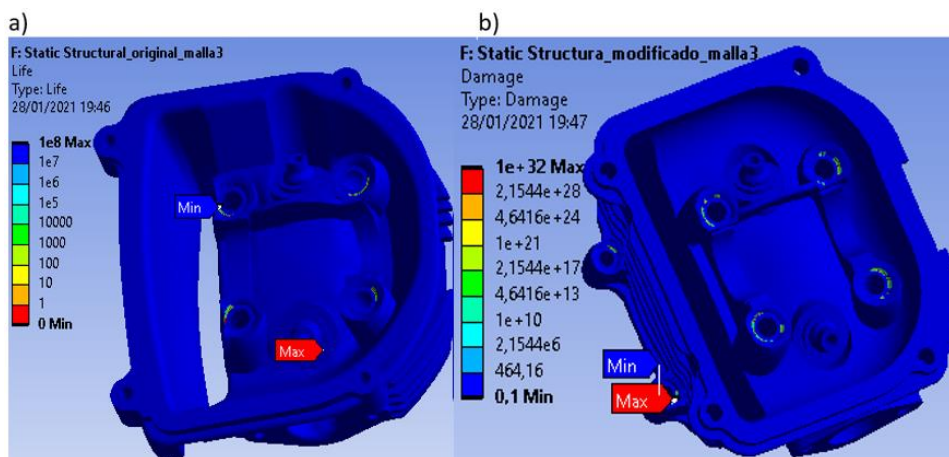 a)
F: Static Structural_original_malla3
Life
Type: Life
28/01/2021 19:46
1e8 Max
1e7
1e6
1e5
10000
1000
100
10
1
0 Min
Min
Max
b)
F: Static Structura_modificado_malla3
Damage
Type: Damage
28/01/2021 19:47
1e+32 Max
2,1544e+28
4,6416e+24
1e+21
2,1544e+17
4,6416e+13
1e+10
2,1544e6
464,16
0,1 Min
Min
Max